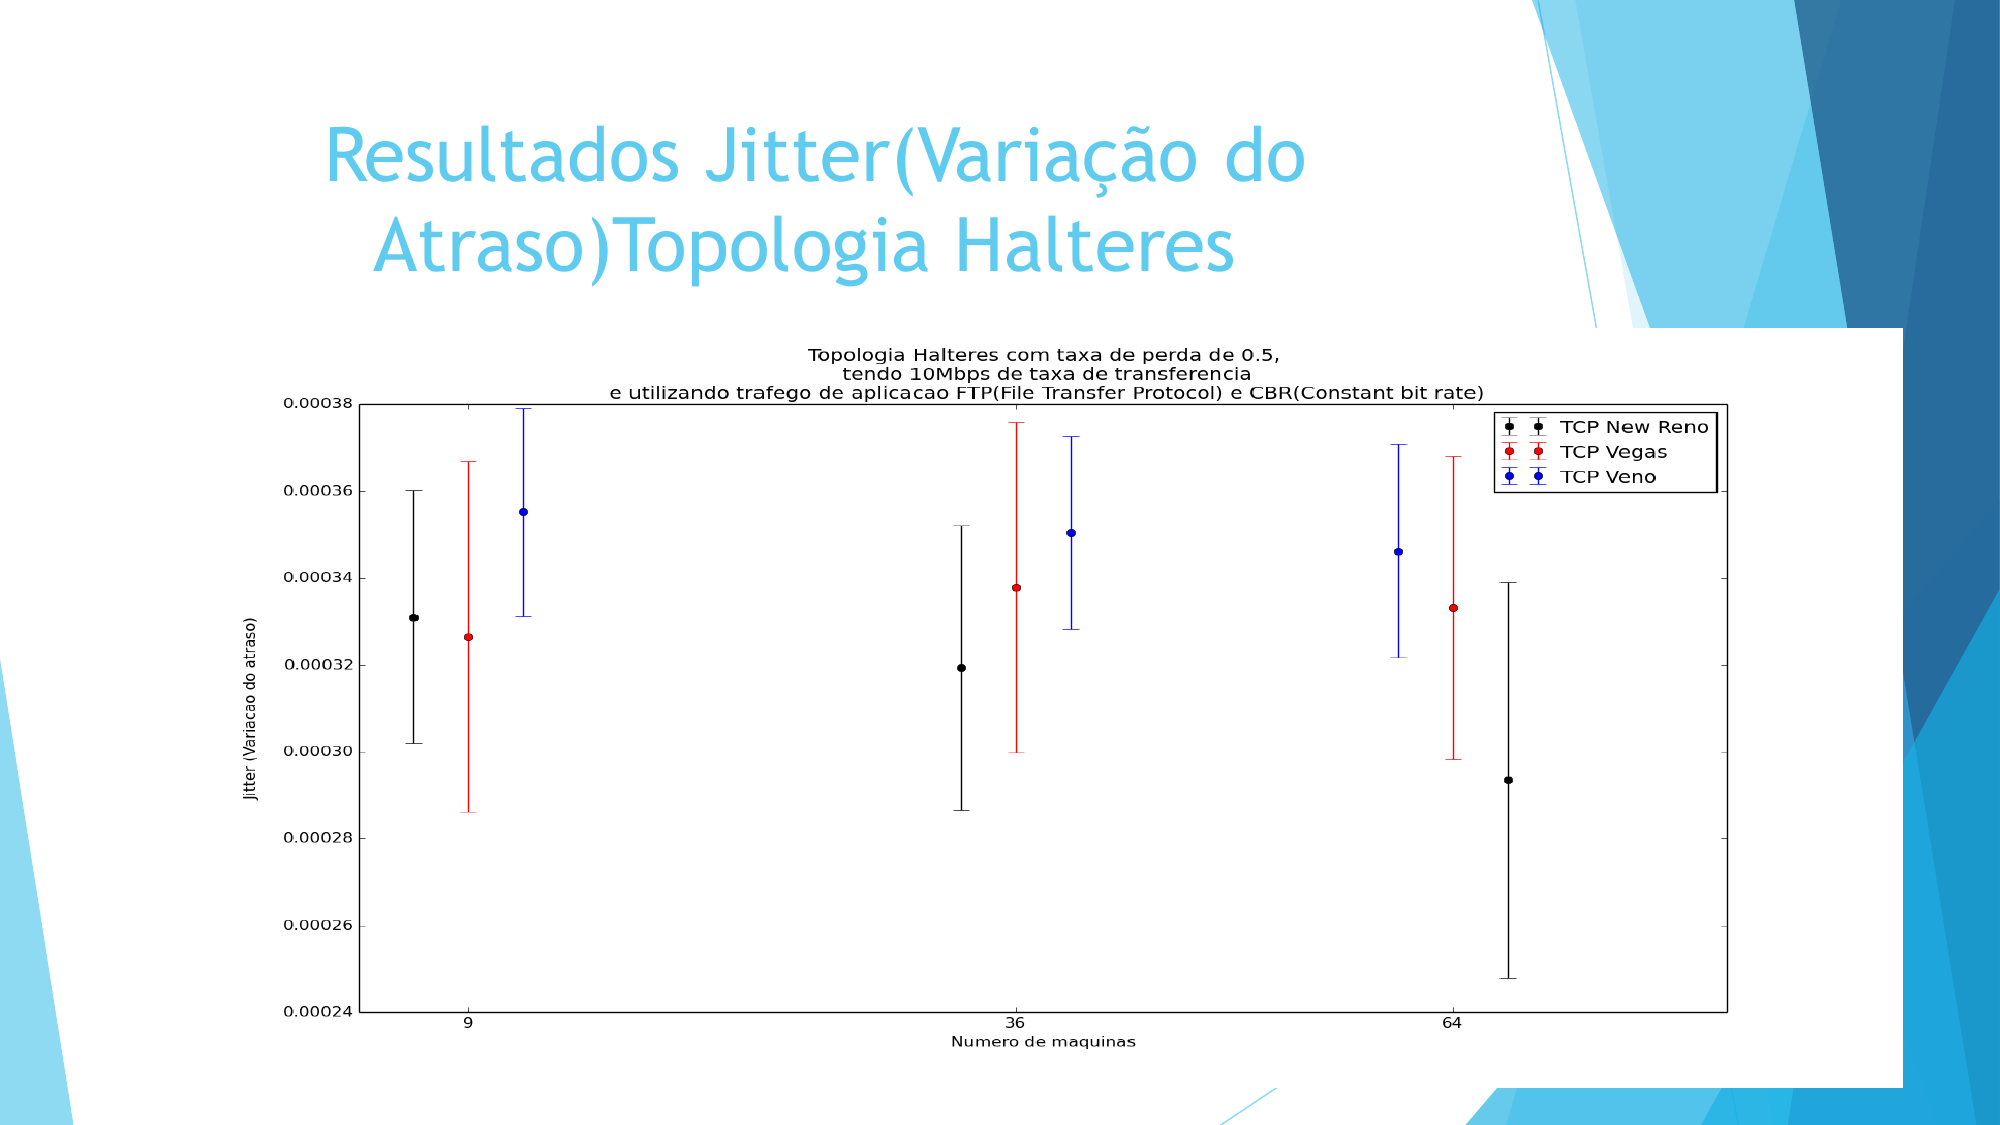 Resultados Jitter(Variação do
Atraso)Topologia Halteres
Topologia Halteres com taxa de perda de 0.5,
tendo 10Mbps de taxa de transferencia
e utilizando trafego de aplicacao FTP(File Transfer Protocol) e CBR(Constant bit rate)
0.00038
0.00036
0.00034
0.00032
0.00030
0.00028
0.00026
0.00024
Jitter (Variacao do atraso)
TCP New Reno
TCP Vegas
TCP Veno
9
36
64
Numero de maquinas